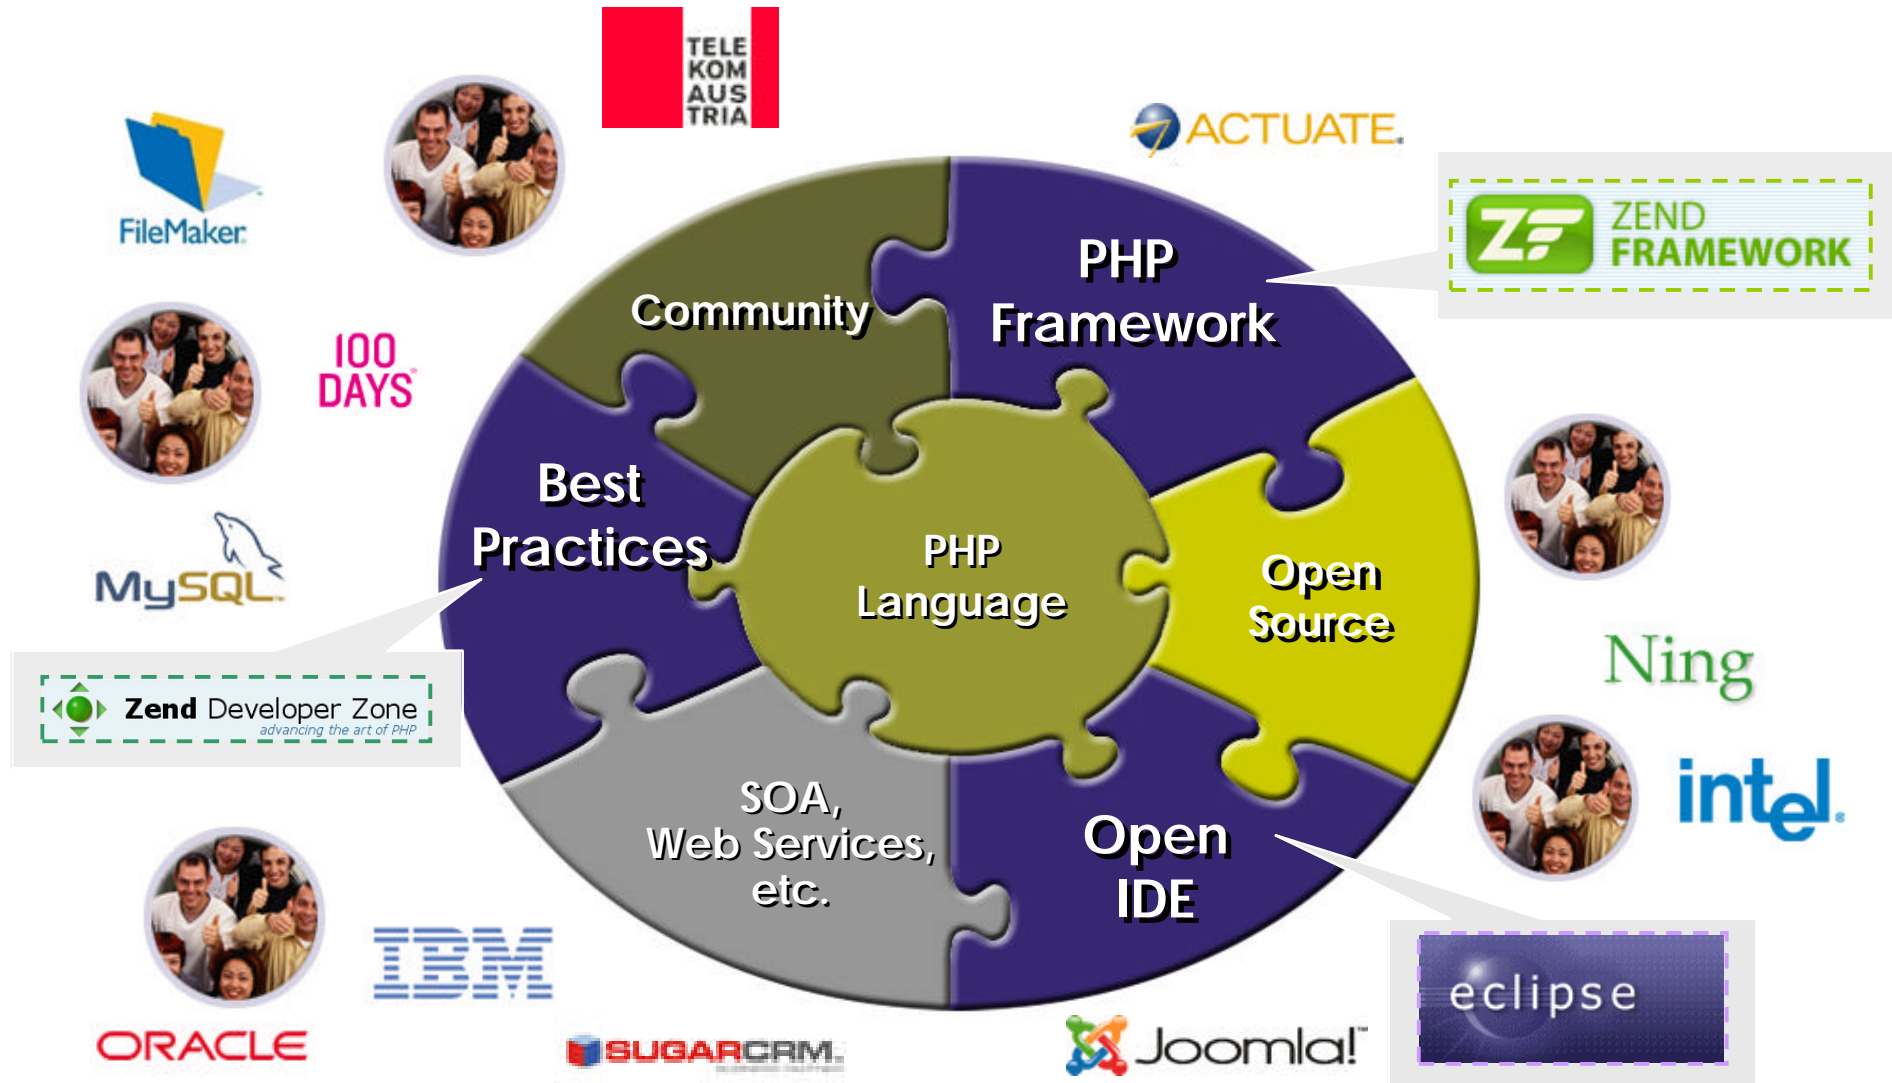 TELE
KOM
AUS
TRIA
ACTUATE
FileMaker
ZEND
FRAMEWORK
PHP
Framework
Community
100
DAYS
Best
Practices
PHP
Language
Open
Source
MySQL
Ning
Zend Developer Zone
advancing the art of PHP
intel
SOA,
Web Services,
etc.
Open
IDE
IBM
eclipse
ORACLE
SUGARCRM
Joomla!